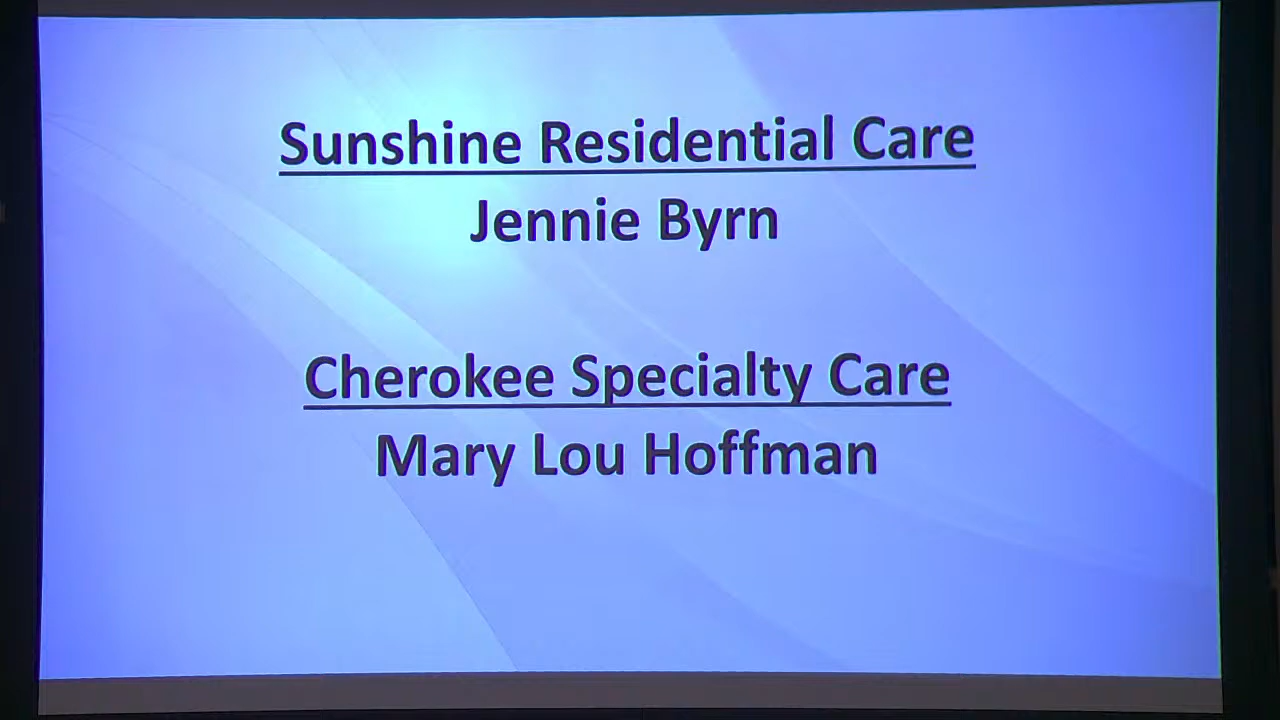 Sunshine Residential Care
Jennie Byrn
Cherokee Specialty Care
Mary Lou Hoffman